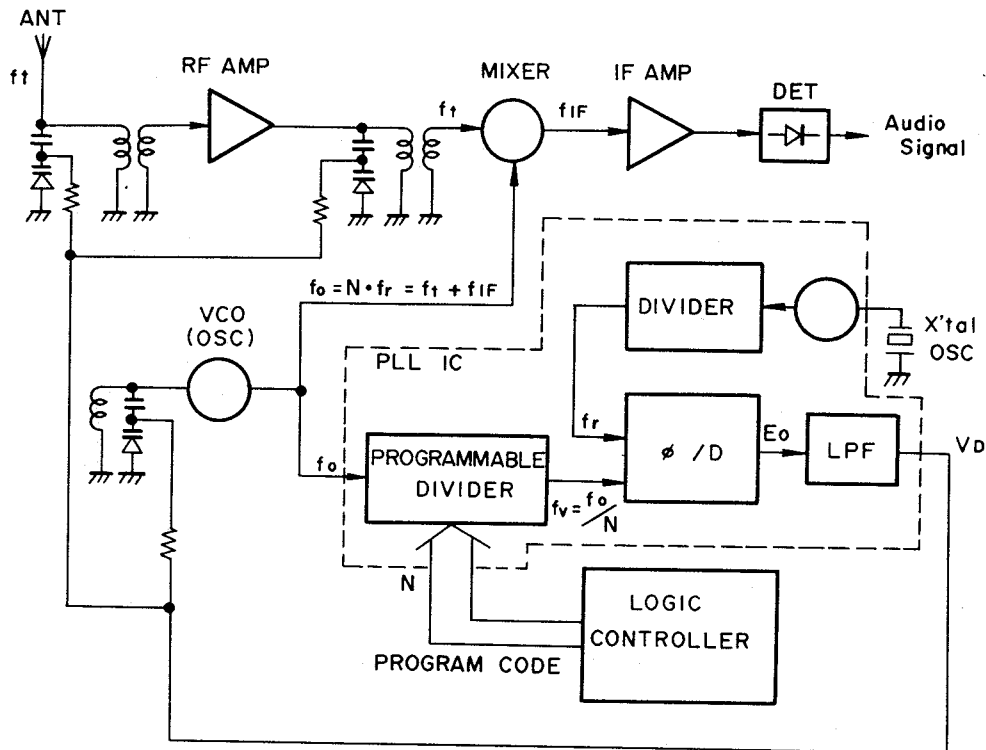 ANT
ft
RF AMP
ft
MIXER
fIF
IF AMP
DET
Audio
Signal
fo = N • fr = ft + fIF
VCO
(OSC)
PLL IC
DIVIDER
X'tal
OSC
fr
ø /D
Eo
LPF
VD
fo
PROGRAMMABLE
DIVIDER
fv = fo/N
N
PROGRAM CODE
LOGIC
CONTROLLER